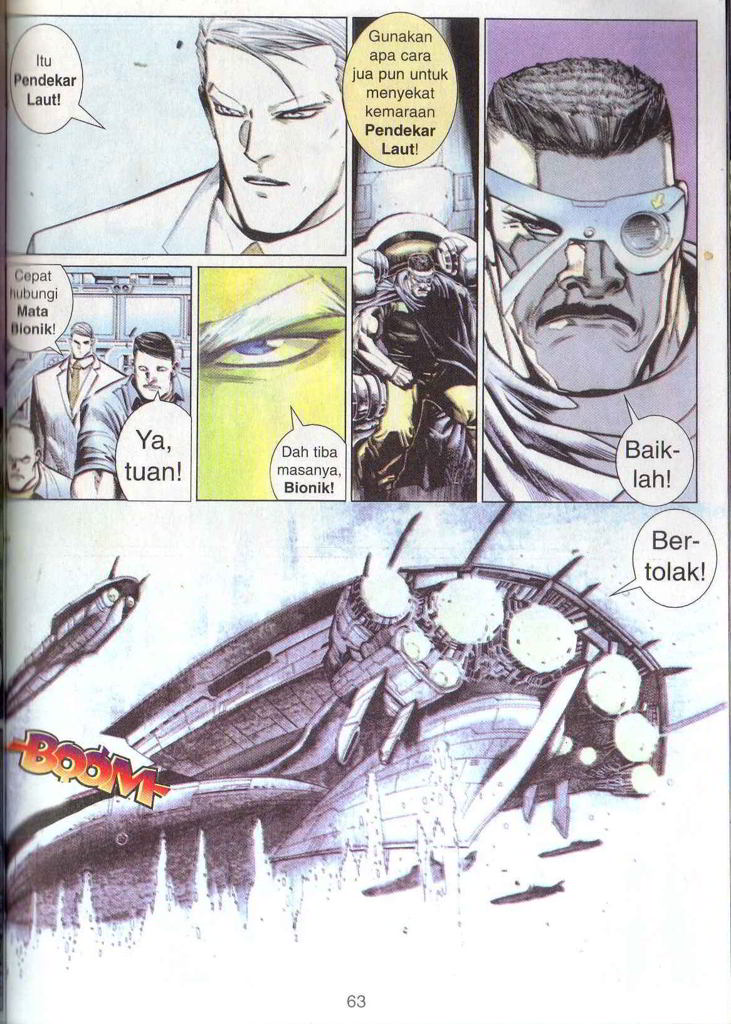 Itu
Pendekar
Laut!
Cepat
hubungi
Mata
Bionik!
Ya,
tuan!
Dah tiba
masanya,
Bionik!
Gunakan
apa cara
jua pun untuk
menyekat
kemaraan
Pendekar
Laut!
Baik-
lah!
Ber-
tolak!
BOOM
63